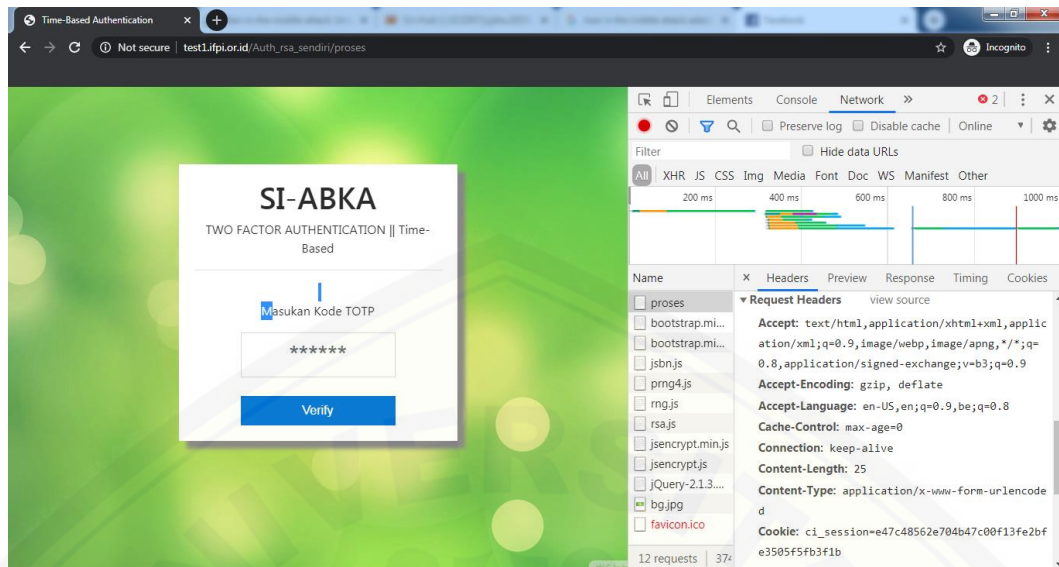 Time-Based Authentication
Not secure | test1.ifpi.or.id/Auth_rsa_sendiri/proses
Incognito
SI-ABKA
TWO FACTOR AUTHENTICATION || Time-
Based
Masukan Kode TOTP
******
Verify
Elements Console Network » 2
Preserve log Disable cache Online
Filter Hide data URLs
All XHR JS CSS Img Media Font Doc WS Manifest Other
200 ms 400 ms 600 ms 800 ms 1000 ms
Name
proses
bootstrap.mi...
bootstrap.mi...
jsbn.js
prng4.js
rng.js
rsa.js
jsencrypt.min.js
jsencrypt.js
jQuery-2.1.3....
bg.jpg
favicon.ico
12 requests 374
× Headers Preview Response Timing Cookies
Request Headers view source
Accept: text/html,application/xhtml+xml,applic
ation/xml;q=0.9,image/webp,image/apng,*/*;q=
0.8,application/signed-exchange;v=b3;q=0.9
Accept-Encoding: gzip, deflate
Accept-Language: en-US,en;q=0.9,be;q=0.8
Cache-Control: max-age=0
Connection: keep-alive
Content-Length: 25
Content-Type: application/x-www-form-urlencode
d
Cookie: ci_session=e47c48562e704b47c00f13fe2bf
e3505f5fb3f1b